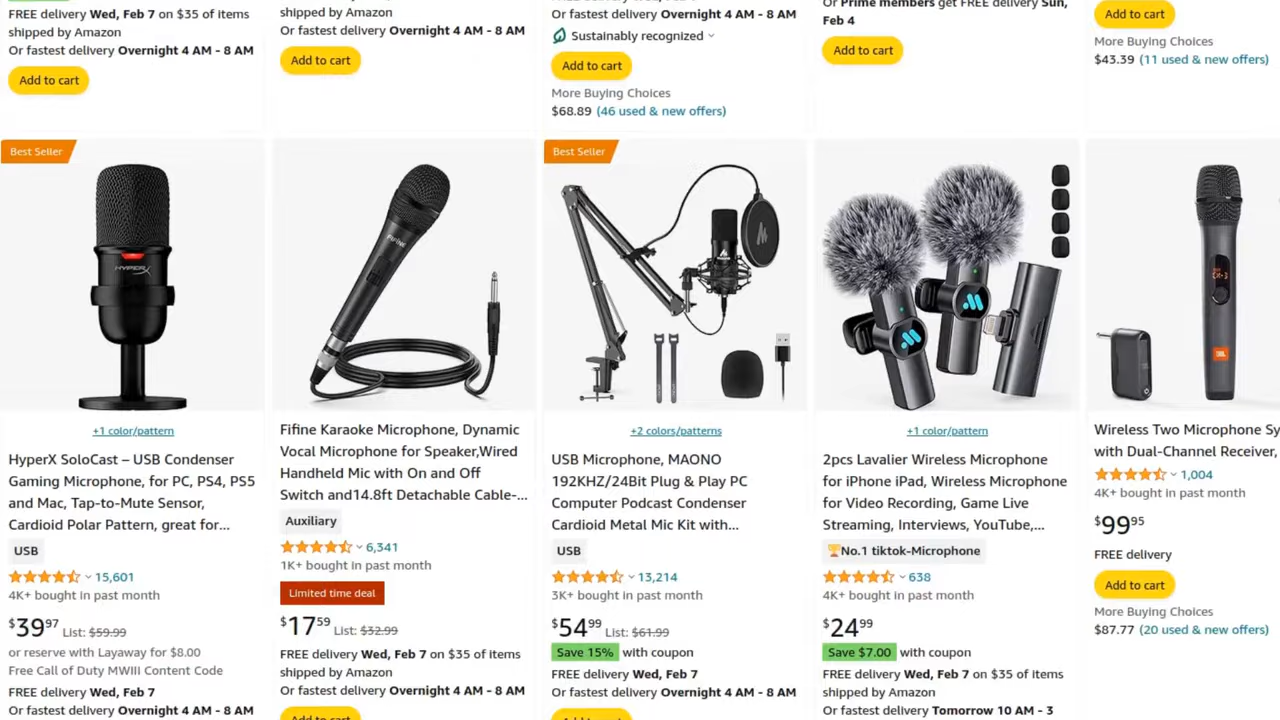 FREE delivery Wed, Feb 7 on $35 of items
shipped by Amazon
Or fastest delivery Overnight 4 AM - 8 AM
Add to cart
shipped by Amazon
Or fastest delivery Overnight 4 AM - 8 AM
Add to cart
Or fastest delivery Overnight 4 AM - 8 AM
Sustainably recognized
Add to cart
More Buying Choices
$68.89 (46 used & new offers)
Or Prime members get FREE delivery Sun,
Feb 4
Add to cart
Add to cart
More Buying Choices
$43.39 (11 used & new offers)
Best Seller
HYPERX
+1 color/pattern
HyperX SoloCast – USB Condenser
Gaming Microphone, for PC, PS4, PS5
and Mac, Tap-to-Mute Sensor,
Cardioid Polar Pattern, great for...
USB
15,601
4K+ bought in past month
$39 97 List: $59.99
or reserve with Layaway for $8.00
Free Call of Duty MWIII Content Code
FREE delivery Wed, Feb 7
Or fastest delivery Overnight 4 AM - 8 AM
Fifine Karaoke Microphone, Dynamic
Vocal Microphone for Speaker,Wired
Handheld Mic with On and Off
Switch and14.8ft Detachable Cable-...
Auxiliary
6,341
1K+ bought in past month
Limited time deal
$17 59 List: $32.99
FREE delivery Wed, Feb 7 on $35 of items
shipped by Amazon
Or fastest delivery Overnight 4 AM - 8 AM
Add to cart
Best Seller
+2 colors/patterns
USB Microphone, MAONO
192KHZ/24Bit Plug & Play PC
Computer Podcast Condenser
Cardioid Metal Mic Kit with...
USB
13,214
3K+ bought in past month
$54 99 List: $61.99
Save 15% with coupon
FREE delivery Wed, Feb 7
Or fastest delivery Overnight 4 AM - 8 AM
+1 color/pattern
2pcs Lavalier Wireless Microphone
for iPhone iPad, Wireless Microphone
for Video Recording, Game Live
Streaming, Interviews, YouTube,...
No.1 tiktok-Microphone
638
4K+ bought in past month
$24 99
Save $7.00 with coupon
FREE delivery Wed, Feb 7 on $35 of items
shipped by Amazon
Or fastest delivery Tomorrow 10 AM - 3
JBL
Wireless Two Microphone Sy
with Dual-Channel Receiver,
1,004
4K+ bought in past month
$99 95
FREE delivery
Add to cart
More Buying Choices
$87.77 (20 used & new offers)